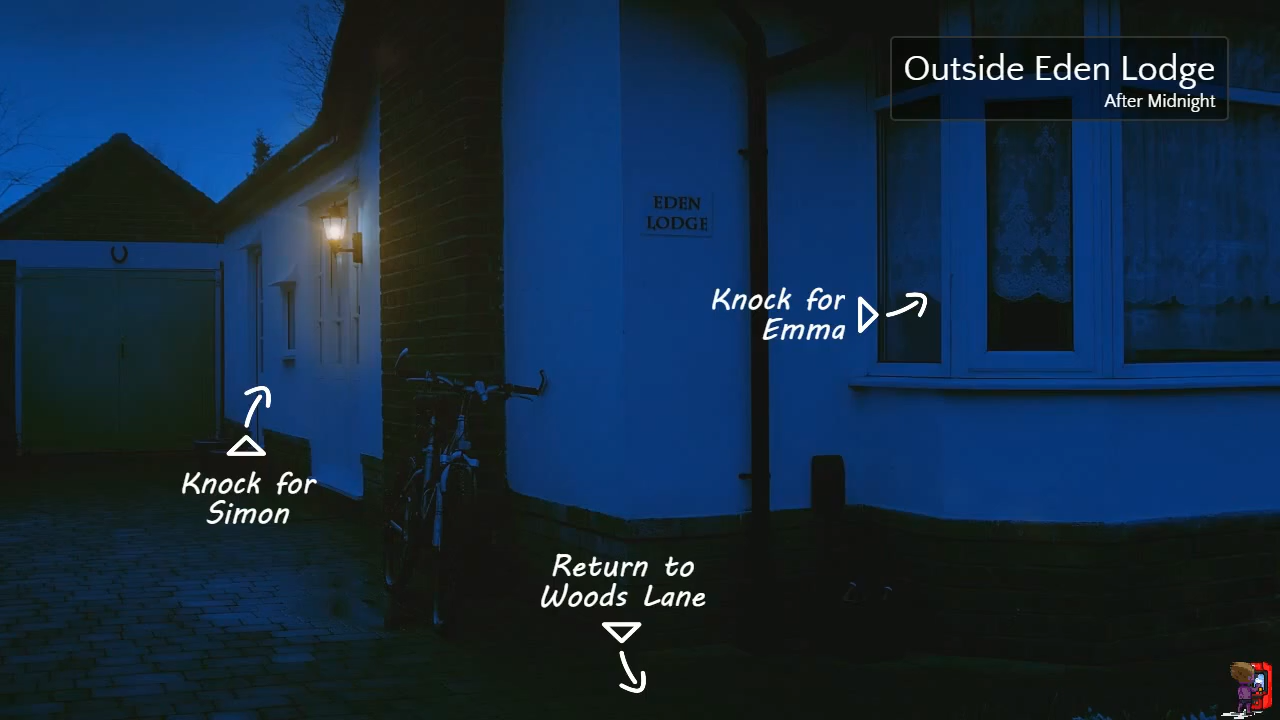 Outside Eden Lodge
After Midnight
EDEN
LODGE
Knock for
Emma
Knock for
Simon
Return to
Woods Lane